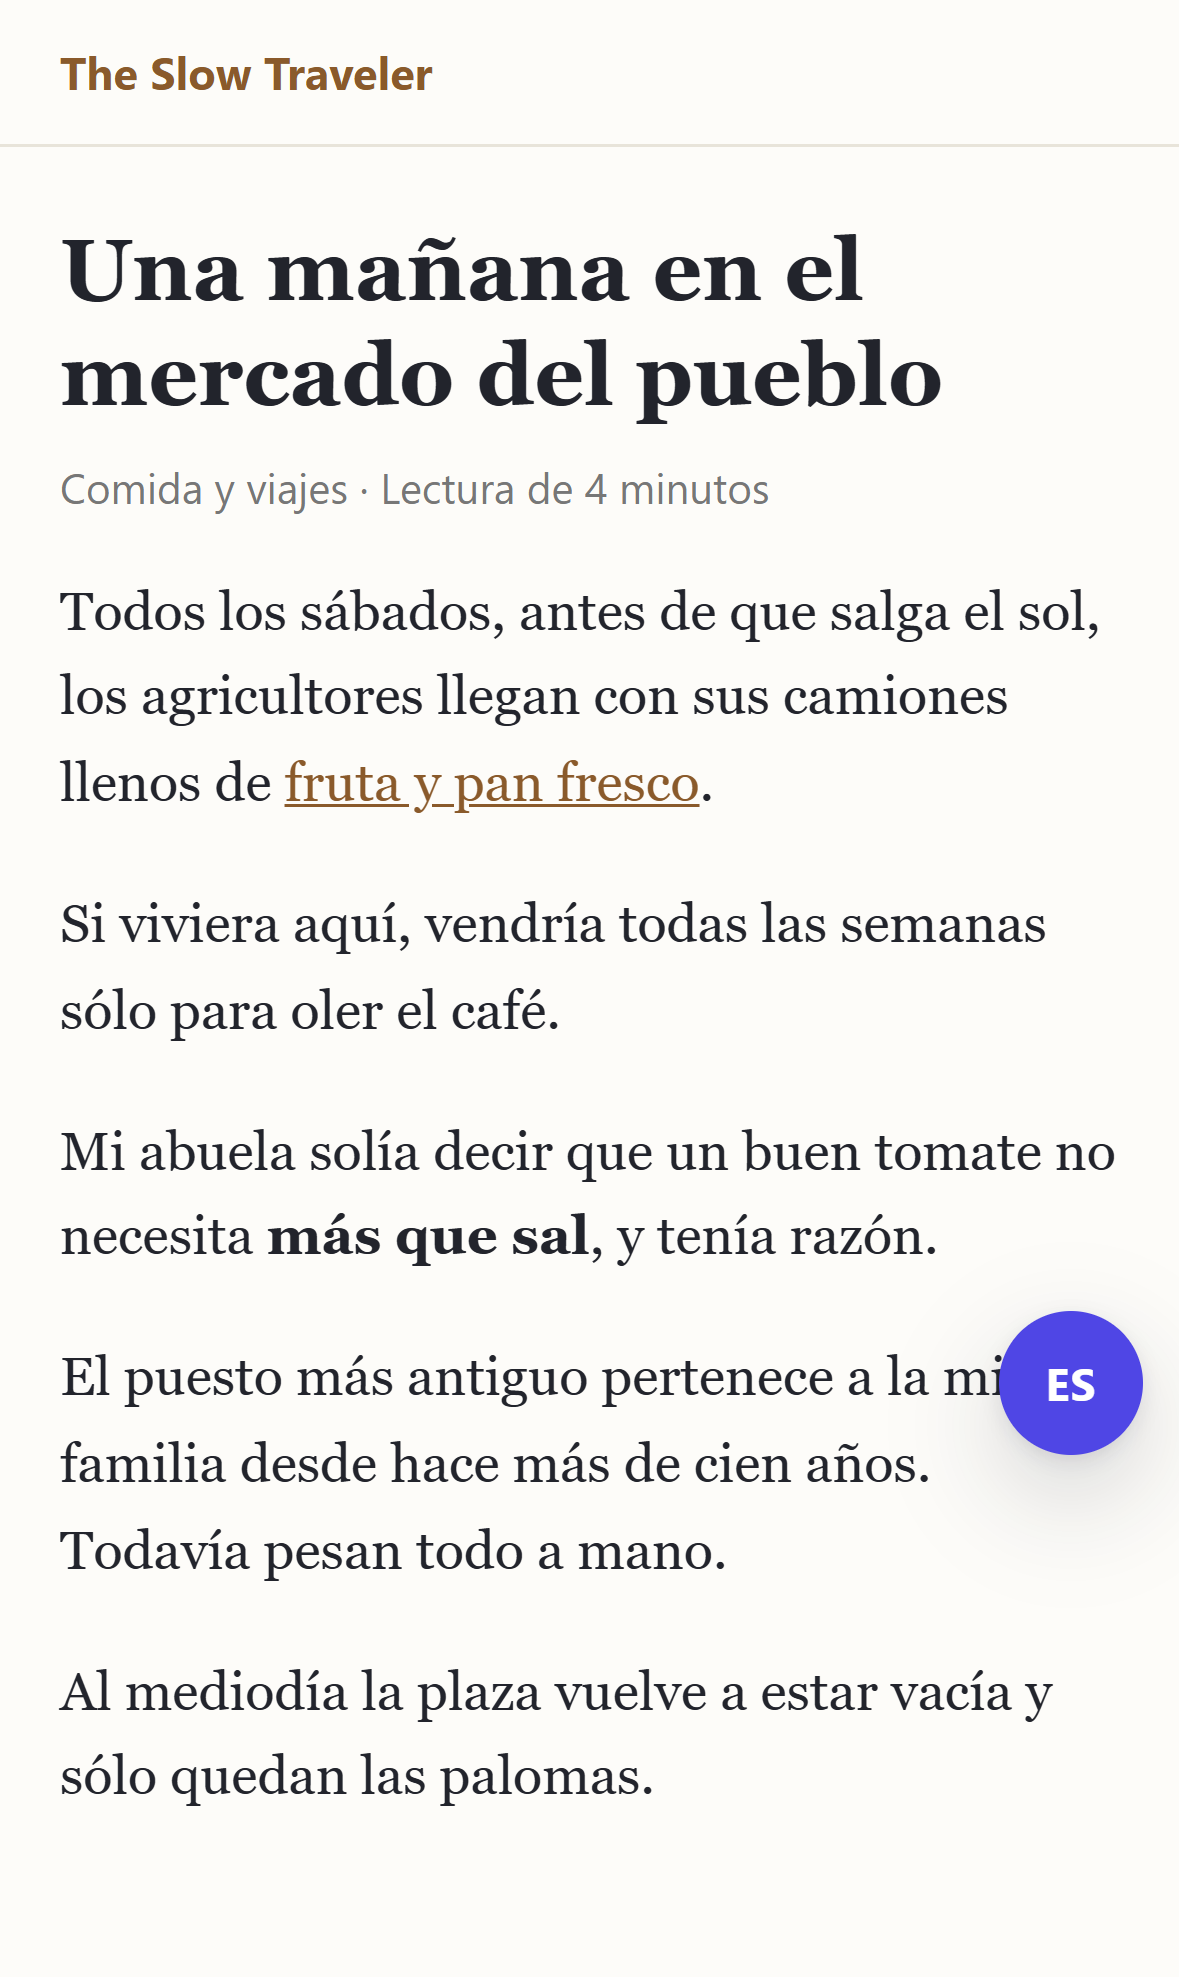 The Slow Traveler
Una mañana en el
mercado del pueblo
Comida y viajes · Lectura de 4 minutos
Todos los sábados, antes de que salga el sol,
los agricultores llegan con sus camiones
llenos de fruta y pan fresco.
Si viviera aquí, vendría todas las semanas
sólo para oler el café.
Mi abuela solía decir que un buen tomate no
necesita más que sal, y tenía razón.
El puesto más antiguo pertenece a la
ES
familia desde hace más de cien años.
Todavía pesan todo a mano.
Al mediodía la plaza vuelve a estar vacía y
sólo quedan las palomas.